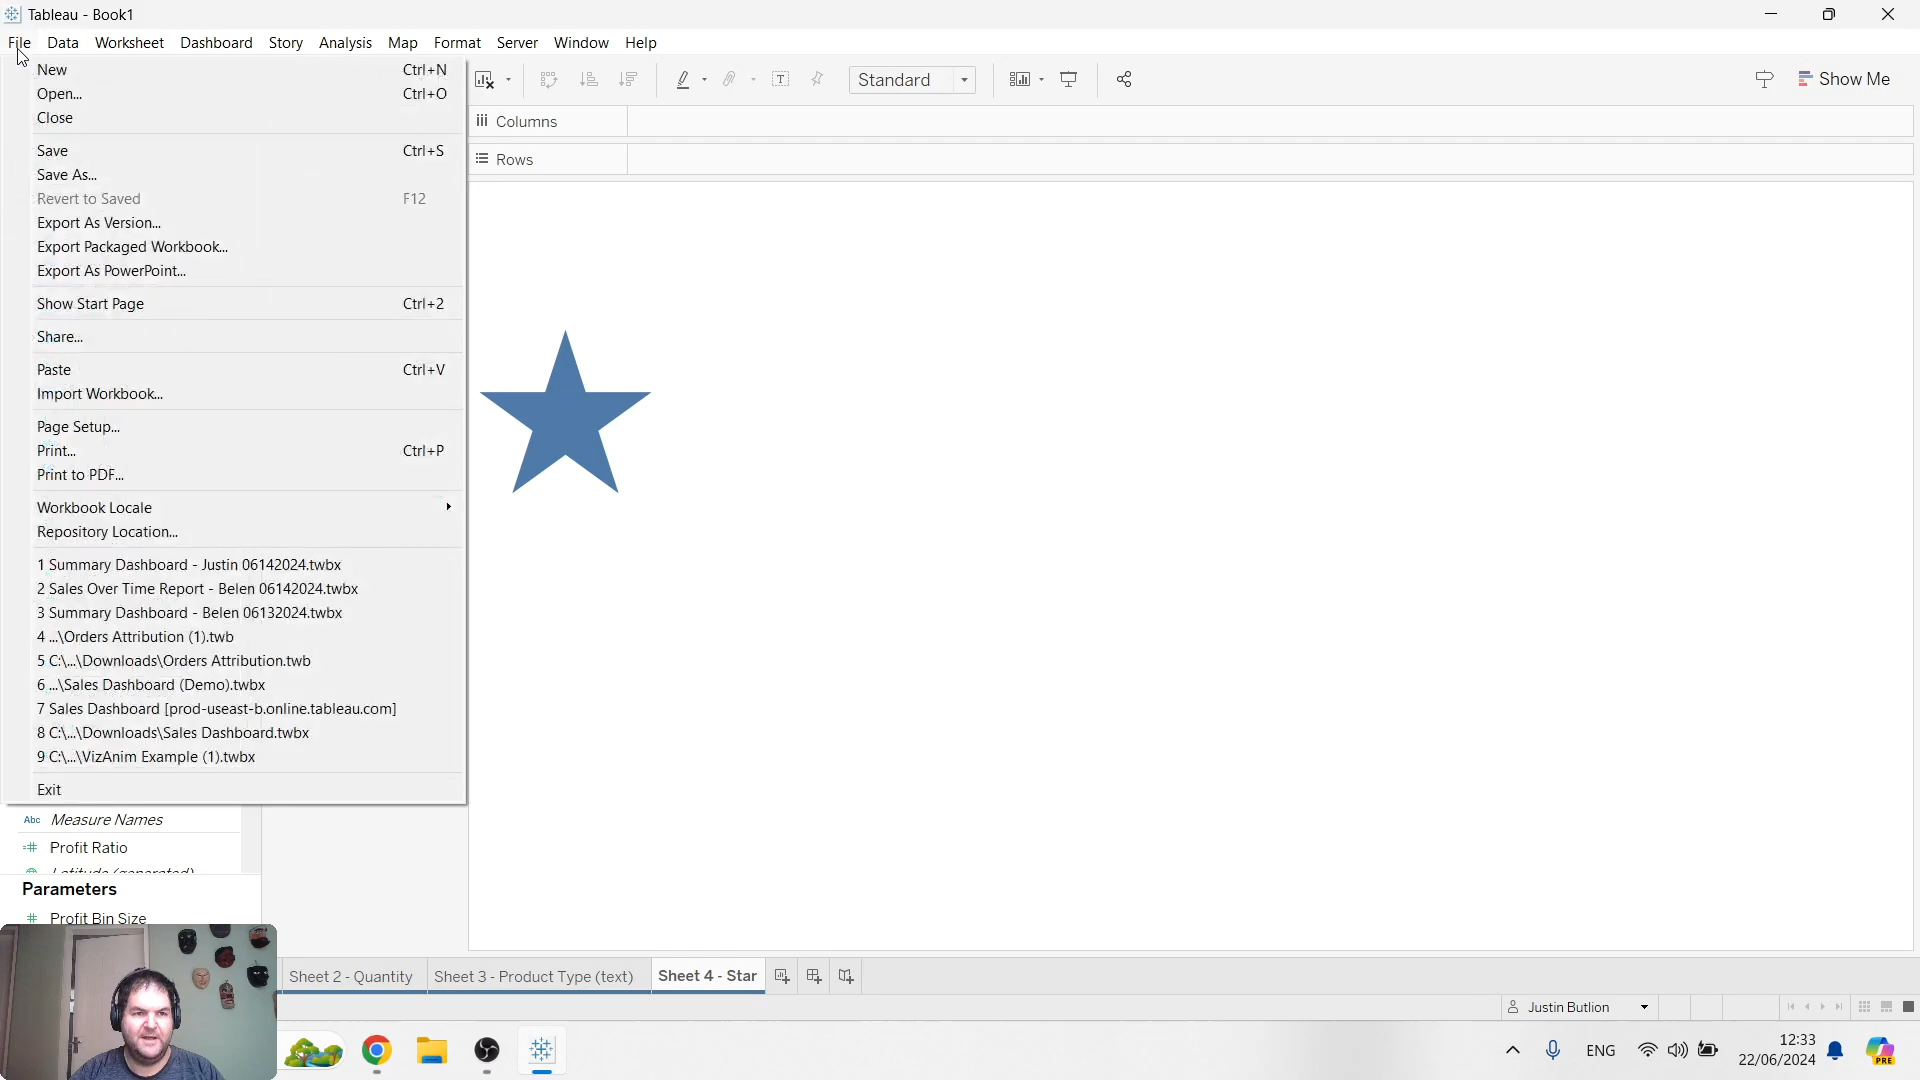 Tableau - Book1
File Data Worksheet Dashboard Story Analysis Map Format Server Window Help
New Ctrl+N
Open... Ctrl+O
Close
Save Ctrl+S
Save As...
Revert to Saved F12
Export As Version...
Export Packaged Workbook...
Export As PowerPoint...
Show Start Page Ctrl+2
Share...
Paste Ctrl+V
Import Workbook...
Page Setup...
Print... Ctrl+P
Print to PDF...
Workbook Locale
Repository Location...
1 Summary Dashboard - Justin 06142024.twbx
2 Sales Over Time Report - Belen 06142024.twbx
3 Summary Dashboard - Belen 06132024.twbx
4 ...\Orders Attribution (1).twb
5 C:\...\Downloads\Orders Attribution.twb
6 ...\Sales Dashboard (Demo).twbx
7 Sales Dashboard [prod-useast-b.online.tableau.com]
8 C:\...\Downloads\Sales Dashboard.twbx
9 C:\...\VizAnim Example (1).twbx
Exit
Standard
Show Me
Columns
Rows
Abc Measure Names
Profit Ratio
Latitude (generated)
Parameters
Profit Bin Size
Sheet 2 - Quantity Sheet 3 - Product Type (text) Sheet 4 - Star
Justin Butlion
ENG
12:33
22/06/2024
PRE